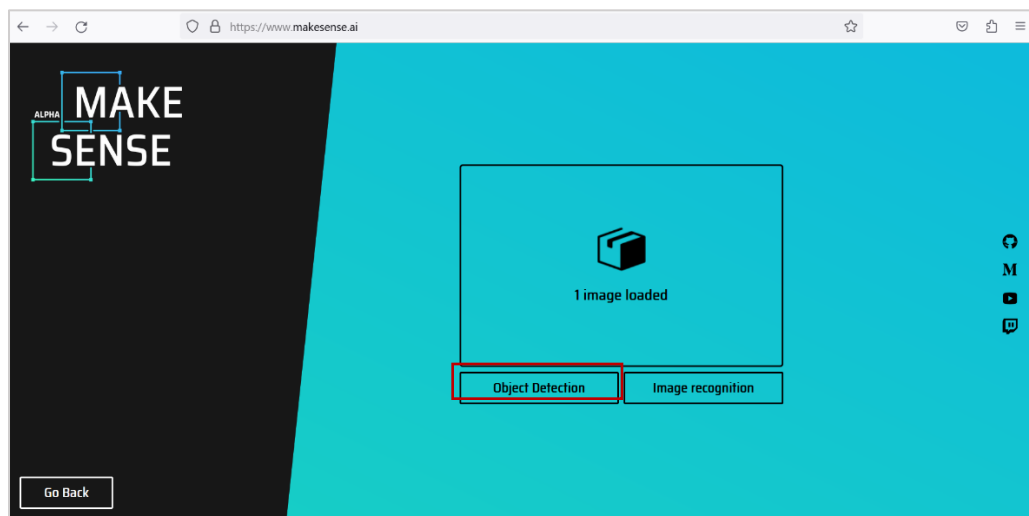 https://www.makesense.ai
ALPHA
MAKE
SENSE
1 image loaded
Object Detection
Image recognition
M
Go Back